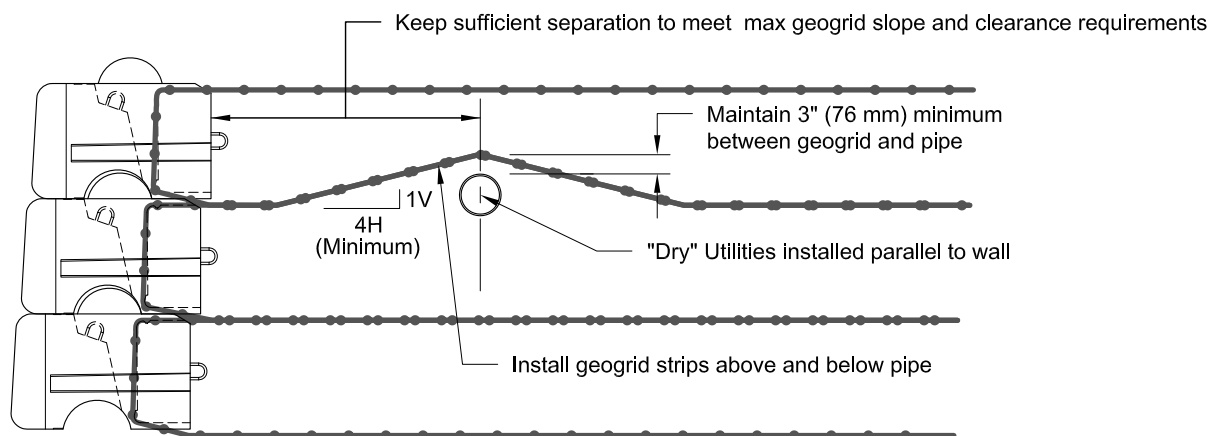 Keep sufficient separation to meet max geogrid slope and clearance requirements
Maintain 3" (76 mm) minimum
between geogrid and pipe
1V
4H
(Minimum)
"Dry" Utilities installed parallel to wall
Install geogrid strips above and below pipe